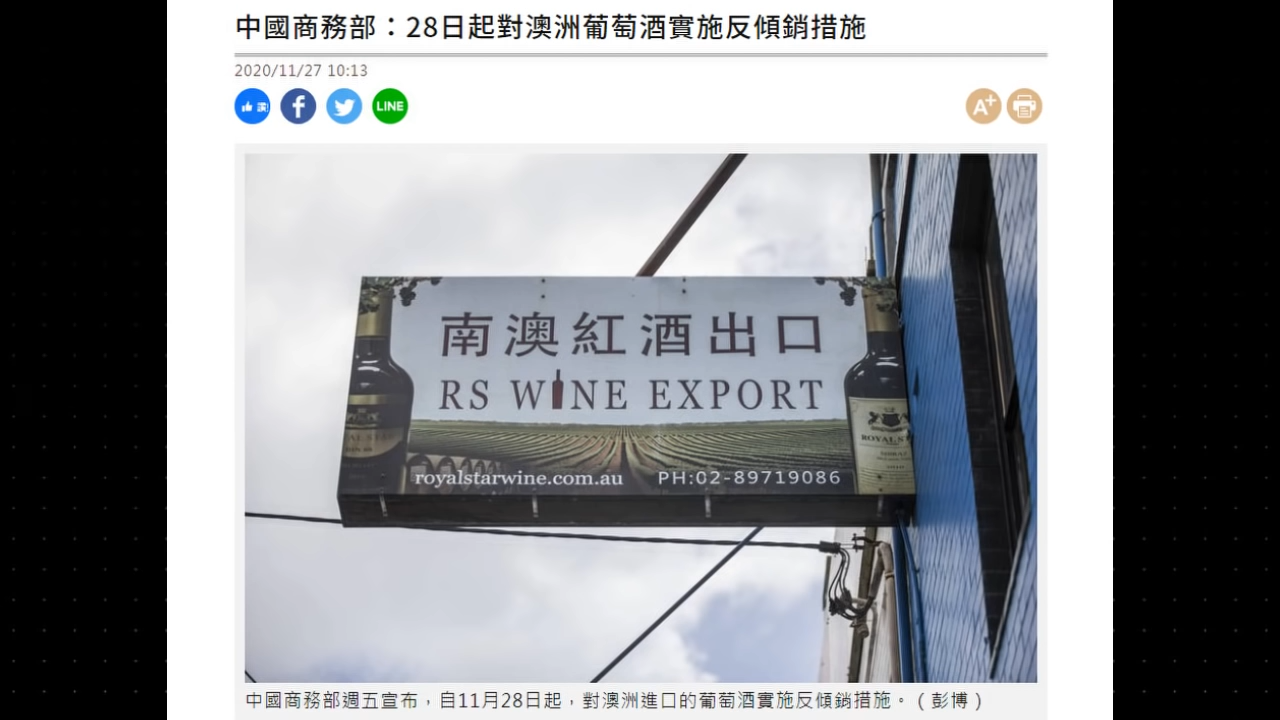 中國商務部：28日起對澳洲葡萄酒實施反傾銷措施
2020/11/27 10:13
讚
LINE
A+
南澳紅酒出口
RS WINE EXPORT
royalstarwine.com.au PH:02-89719086
中國商務部週五宣布，自11月28日起，對澳洲進口的葡萄酒實施反傾銷措施。（彭博）